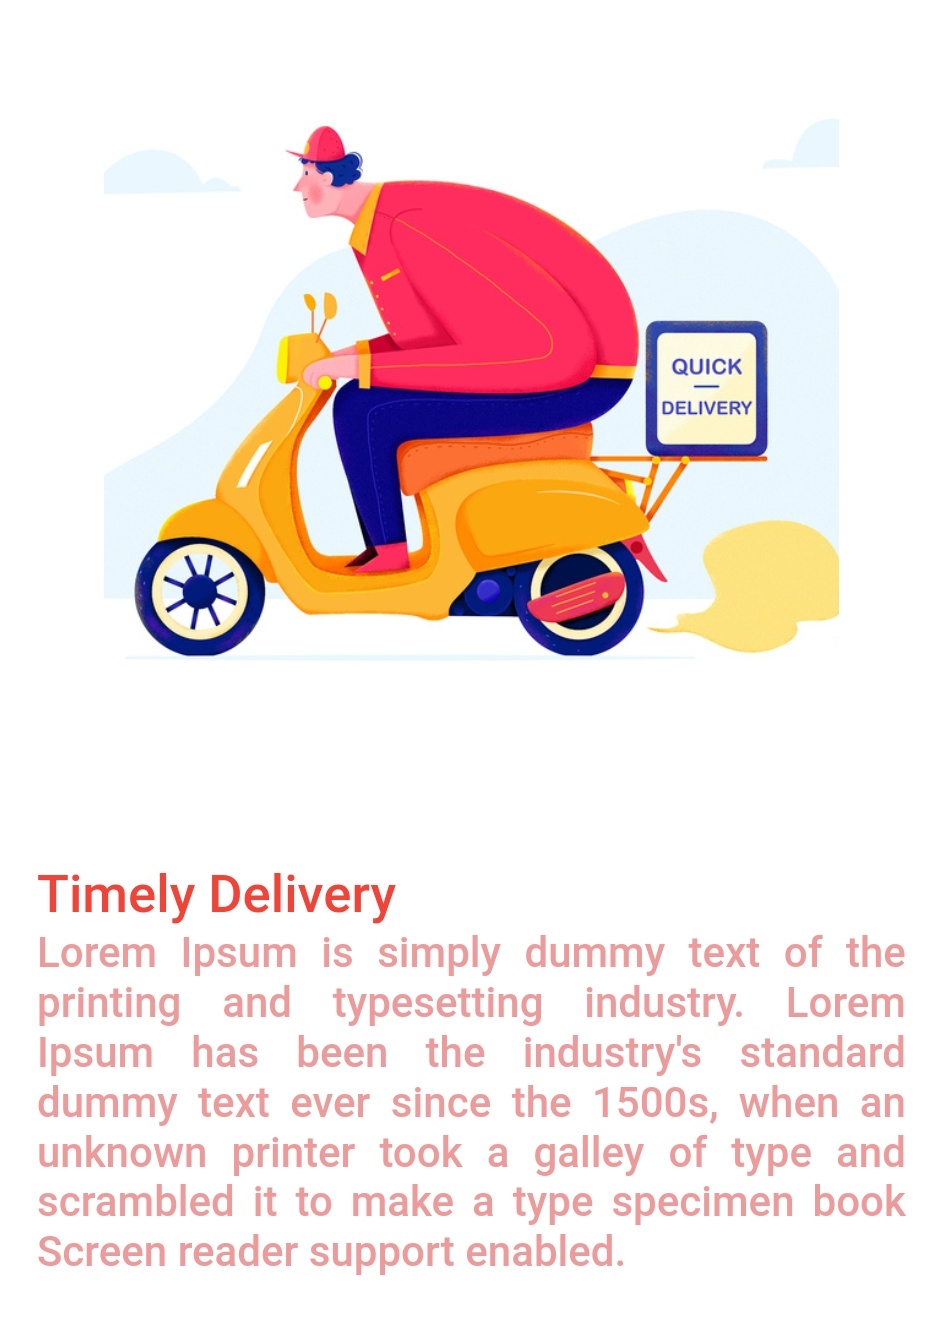 QUICK
DELIVERY
Timely Delivery
Lorem Ipsum is simply dummy text of the
printing and typesetting industry. Lorem
Ipsum has been the industry's standard
dummy text ever since the 1500s, when an
unknown printer took a galley of type and
scrambled it to make a type specimen book
Screen reader support enabled.